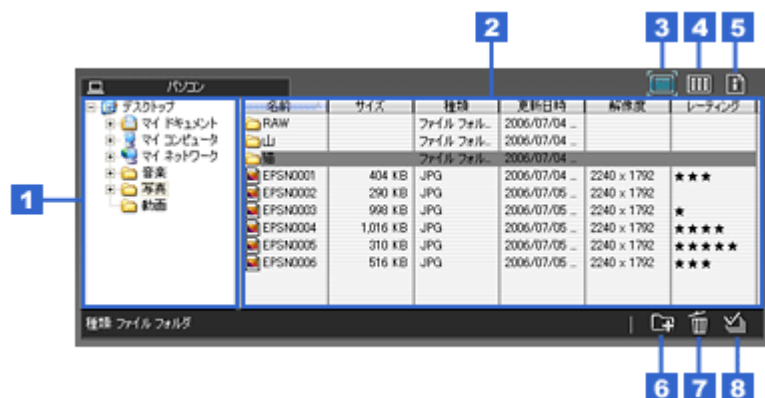 2 3 4 5
パソコン
デスクトップ
マイ ドキュメント
マイ コンピュータ
マイ ネットワーク
音楽
写真
動画
1
名前 サイズ 種類 更新日時 解像度 レーティング
RAW ファイル フォル... 2006/07/04 ...
山 ファイル フォル... 2006/07/04 ...
猫 ファイル フォル... 2006/07/04 ...
EPSN0001 404 KB JPG 2006/07/04 ... 2240 x 1792 ★★★
EPSN0002 290 KB JPG 2006/07/05 ... 2240 x 1792
EPSN0003 998 KB JPG 2006/07/05 ... 2240 x 1792 ★
EPSN0004 1,016 KB JPG 2006/07/05 ... 2240 x 1792 ★★★★
EPSN0005 310 KB JPG 2006/07/05 ... 2240 x 1792 ★★★★★
EPSN0006 516 KB JPG 2006/07/05 ... 2240 x 1792 ★★★
種類: ファイル フォルダ
6 7 8